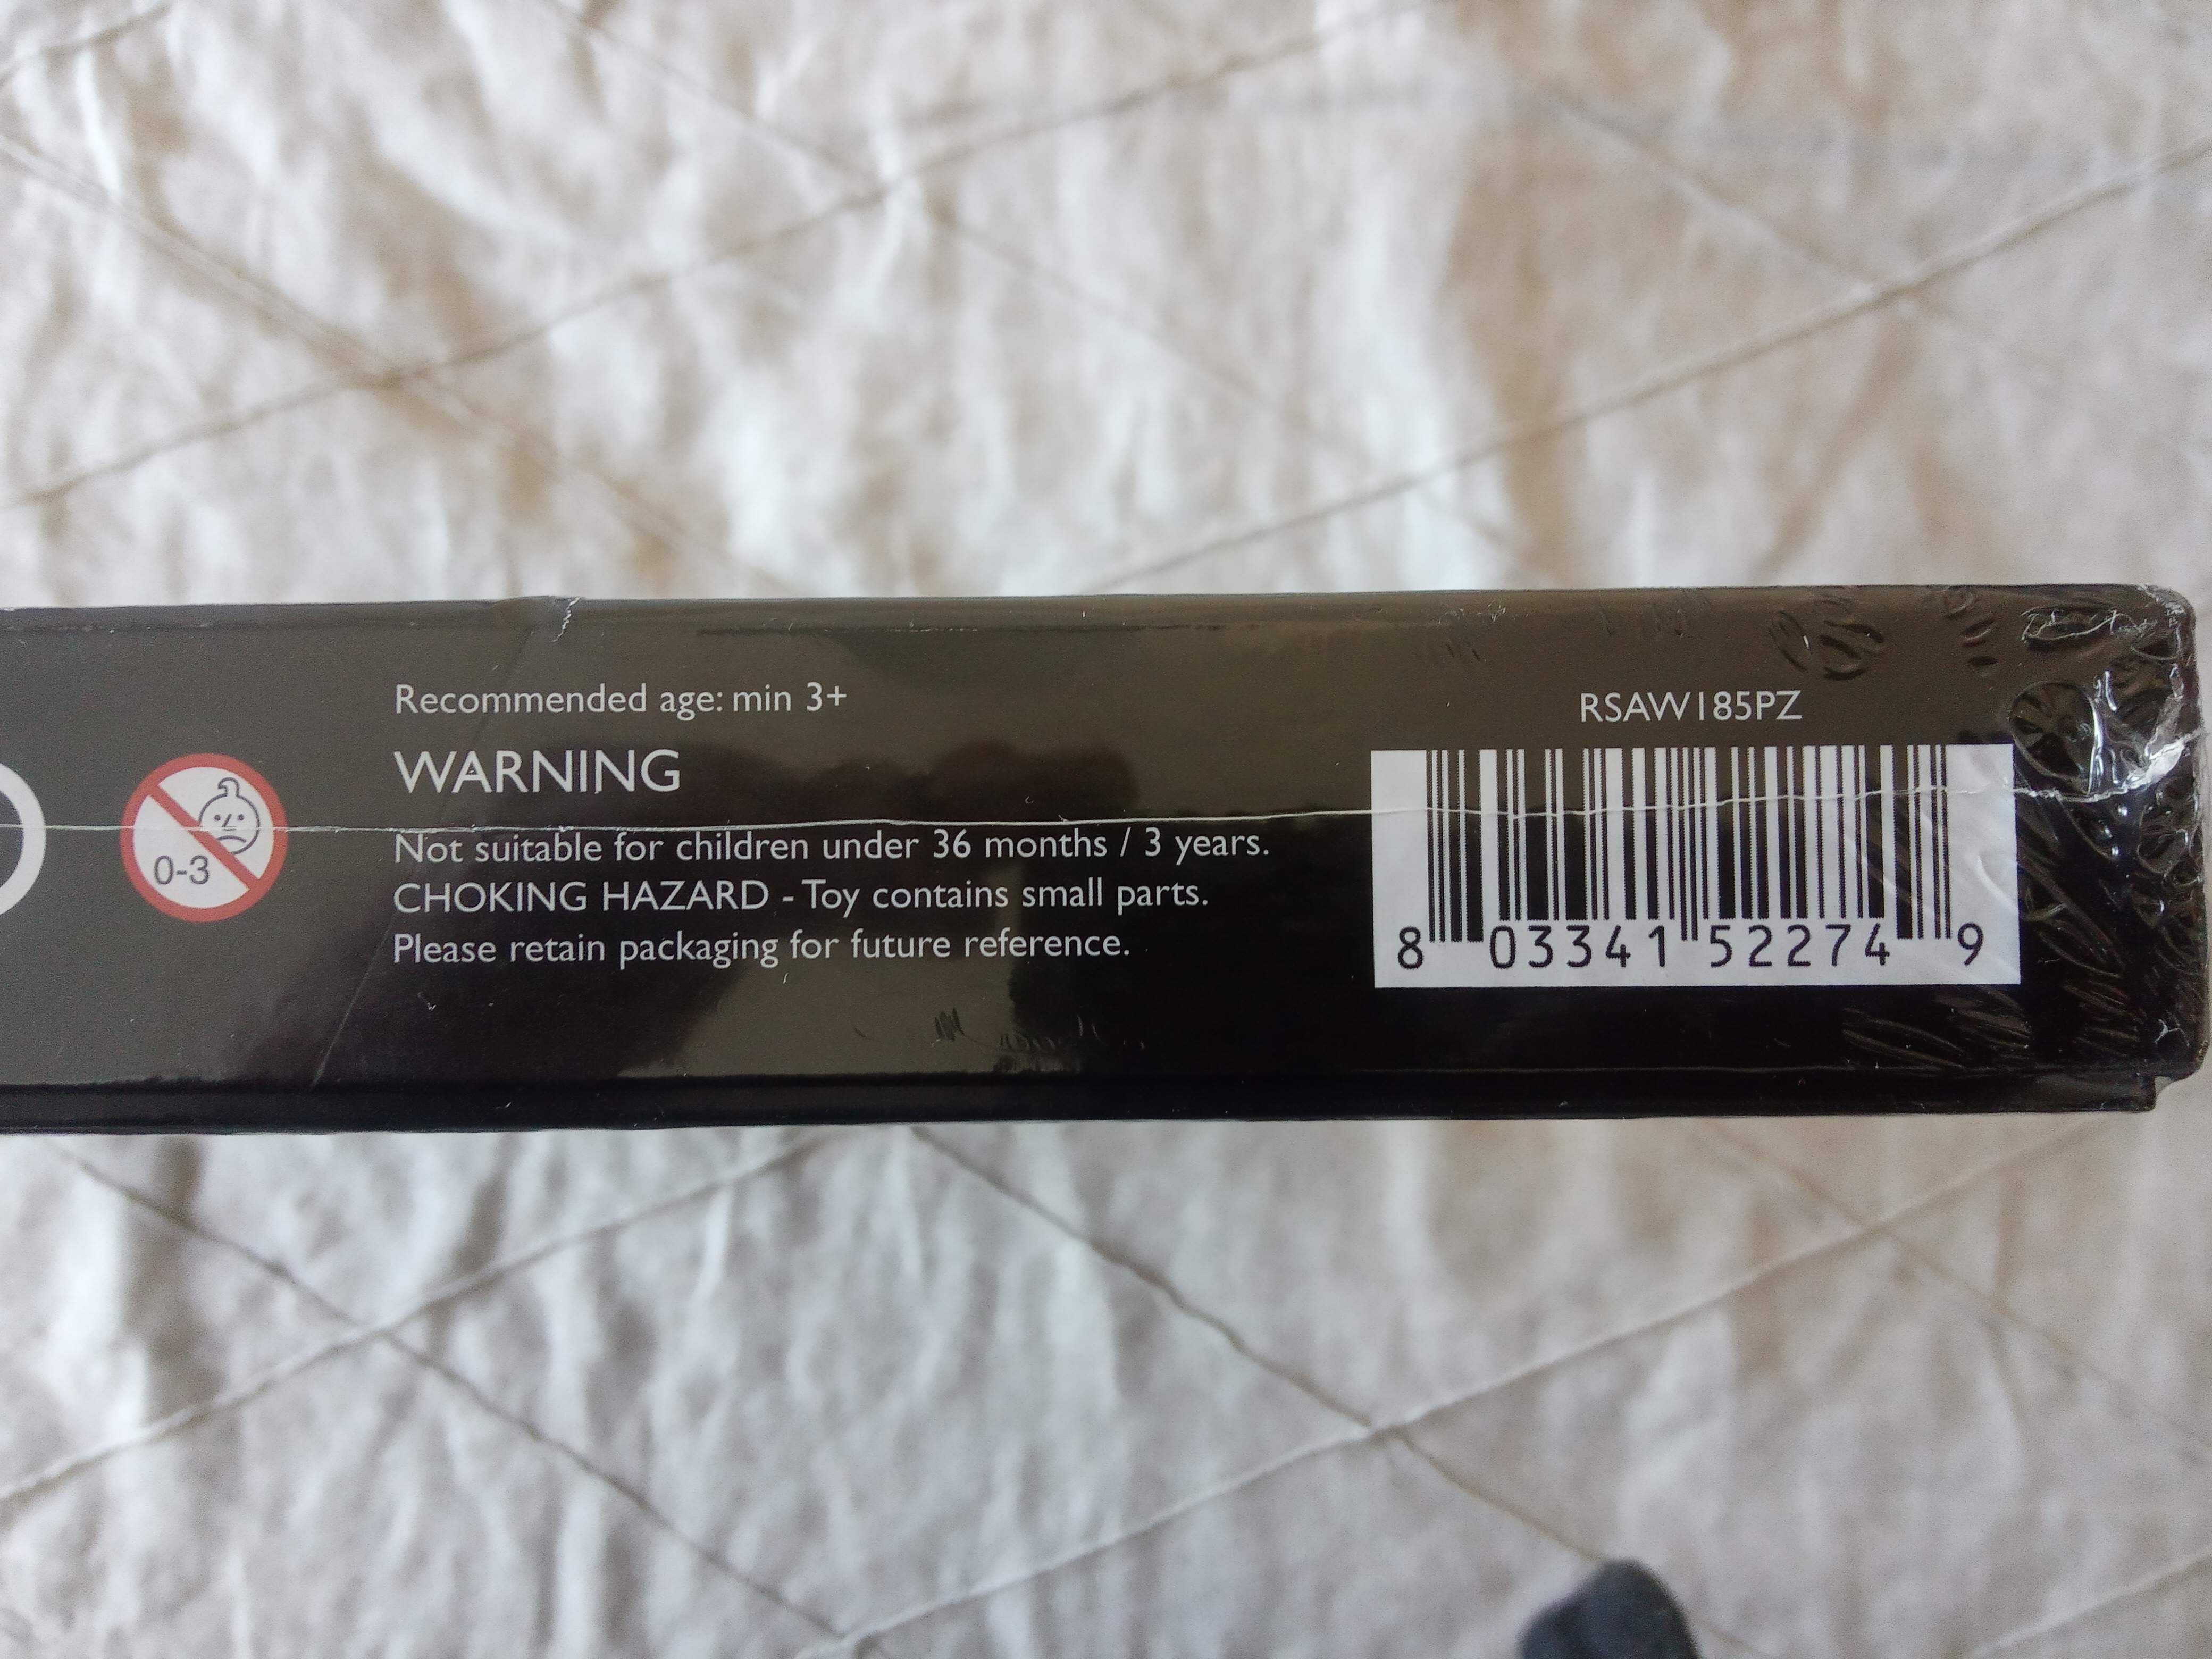 0-3
Recommended age: min 3+
WARNING
Not suitable for children under 36 months / 3 years.
CHOKING HAZARD - Toy contains small parts.
Please retain packaging for future reference.
RSAW185PZ
8 03341 52274 9